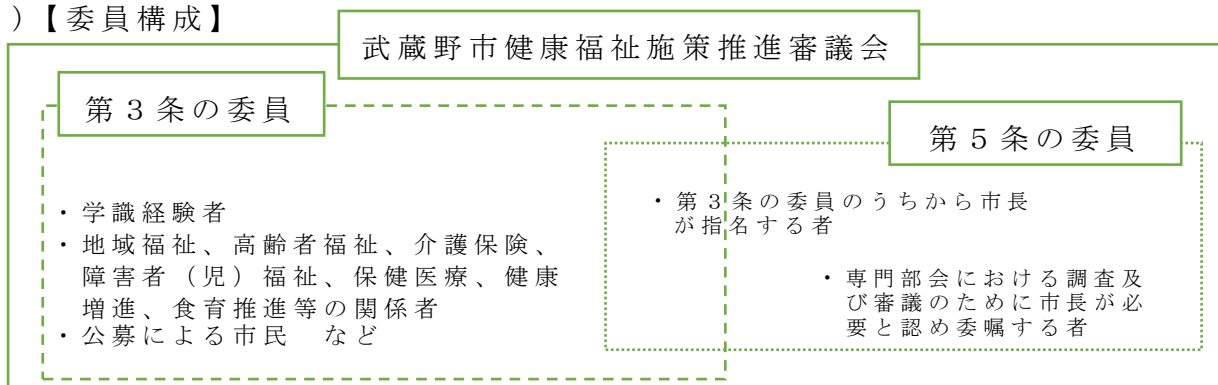 ）【委員構成】
武蔵野市健康福祉施策推進審議会
第３条の委員
・学識経験者
・地域福祉、高齢者福祉、介護保険、
障害者（児）福祉、保健医療、健康
増進、食育推進等の関係者
・公募による市民　など
第５条の委員
・第３条の委員のうちから市長
が指名する者
・専門部会における調査及
び審議のために市長が必
要と認め委嘱する者